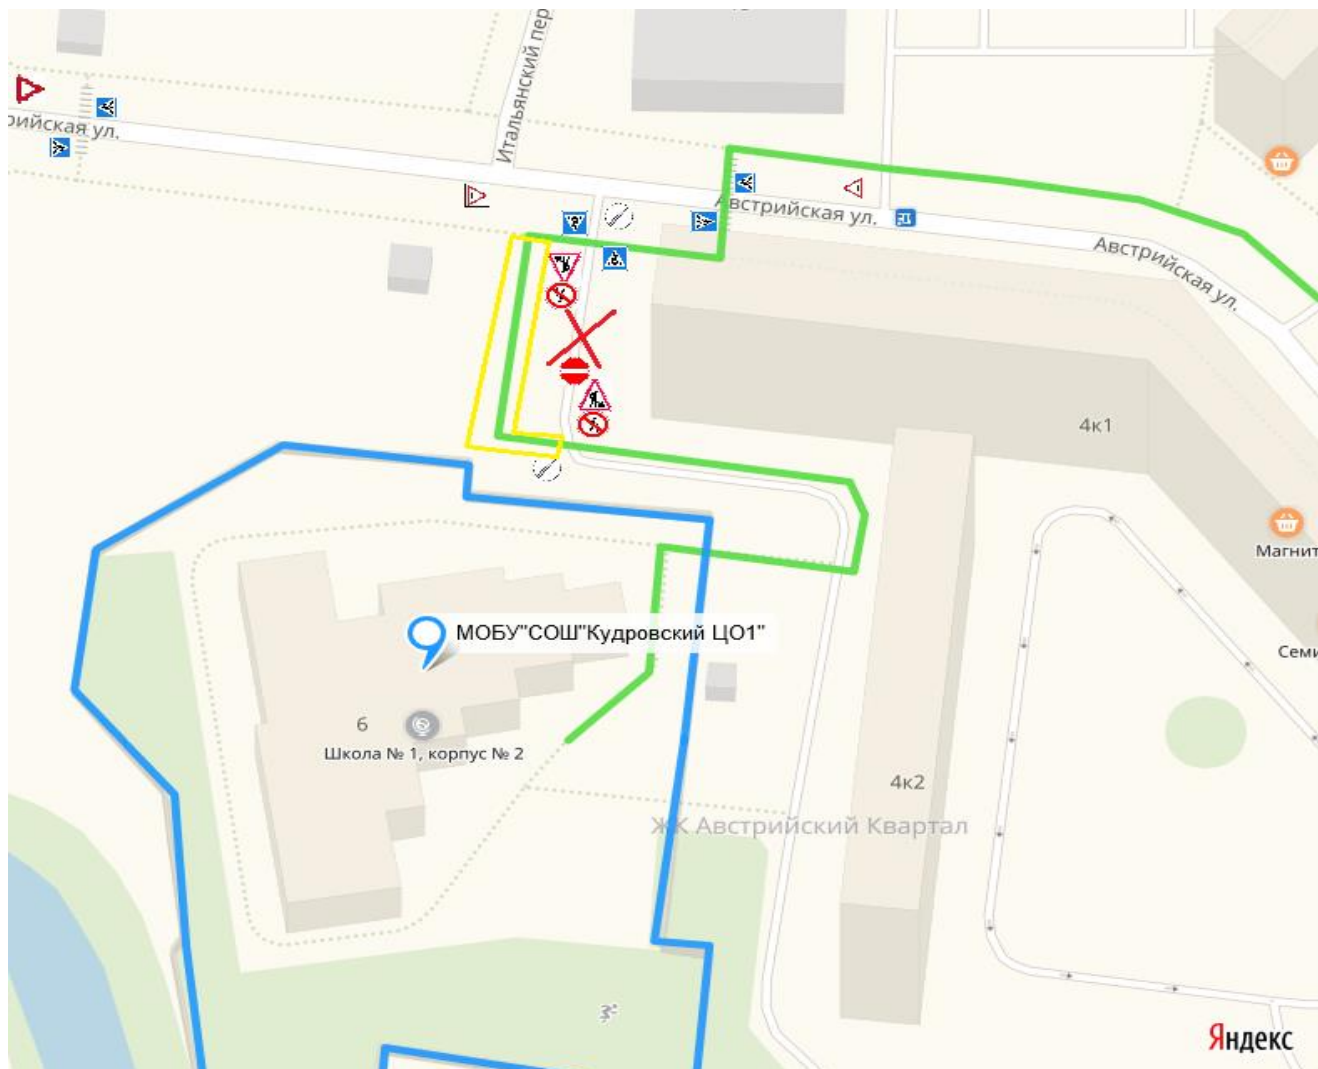 Итальянский пер
рийская ул.
Австрийская ул.
Австрийская ул.
4к1
Магнит
МОБУ"СОШ"Кудровский ЦО1"
Семи
6
Школа № 1, корпус № 2
4к2
ЖК Австрийский Квартал
Яндекс